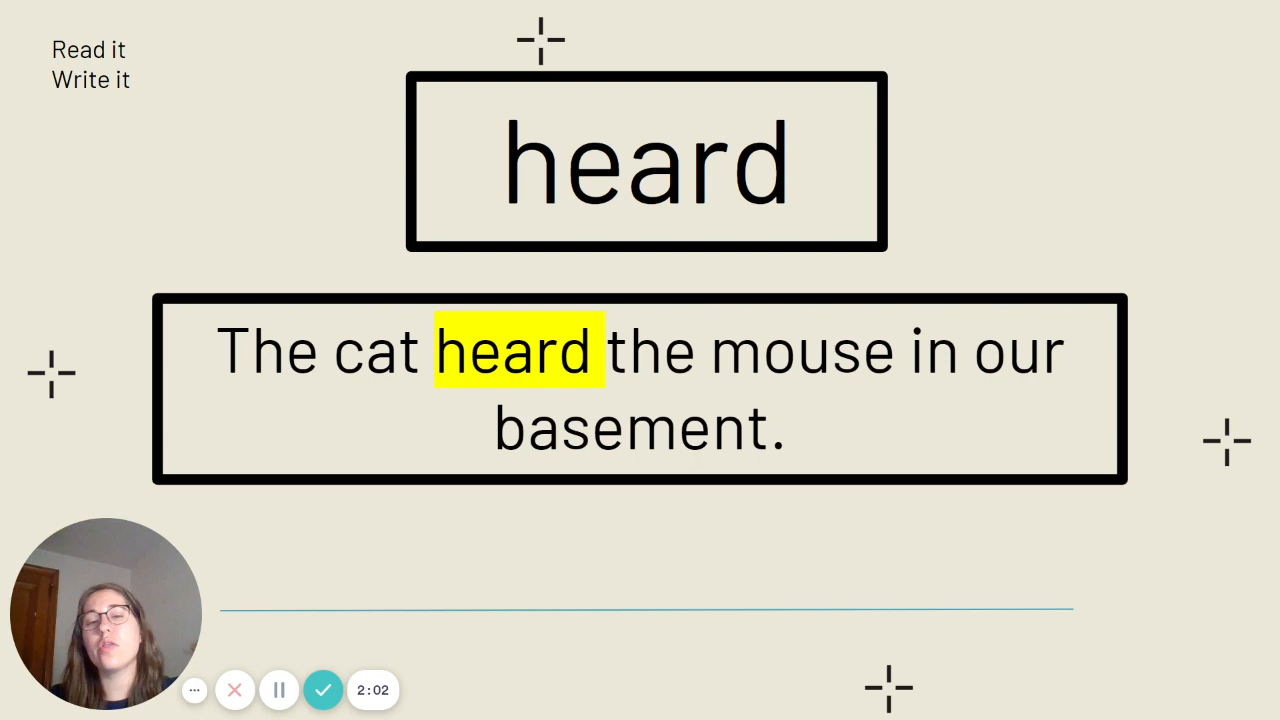 Read it
Write it
heard
The cat heard the mouse in our
basement.
2:02